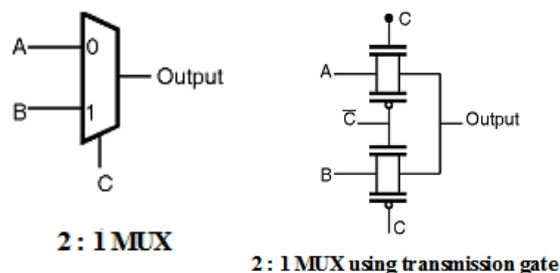 A
0
Output
B
1
C
2 : 1 MUX
C
A
C̅
Output
B
C
2 : 1 MUX using transmission gate